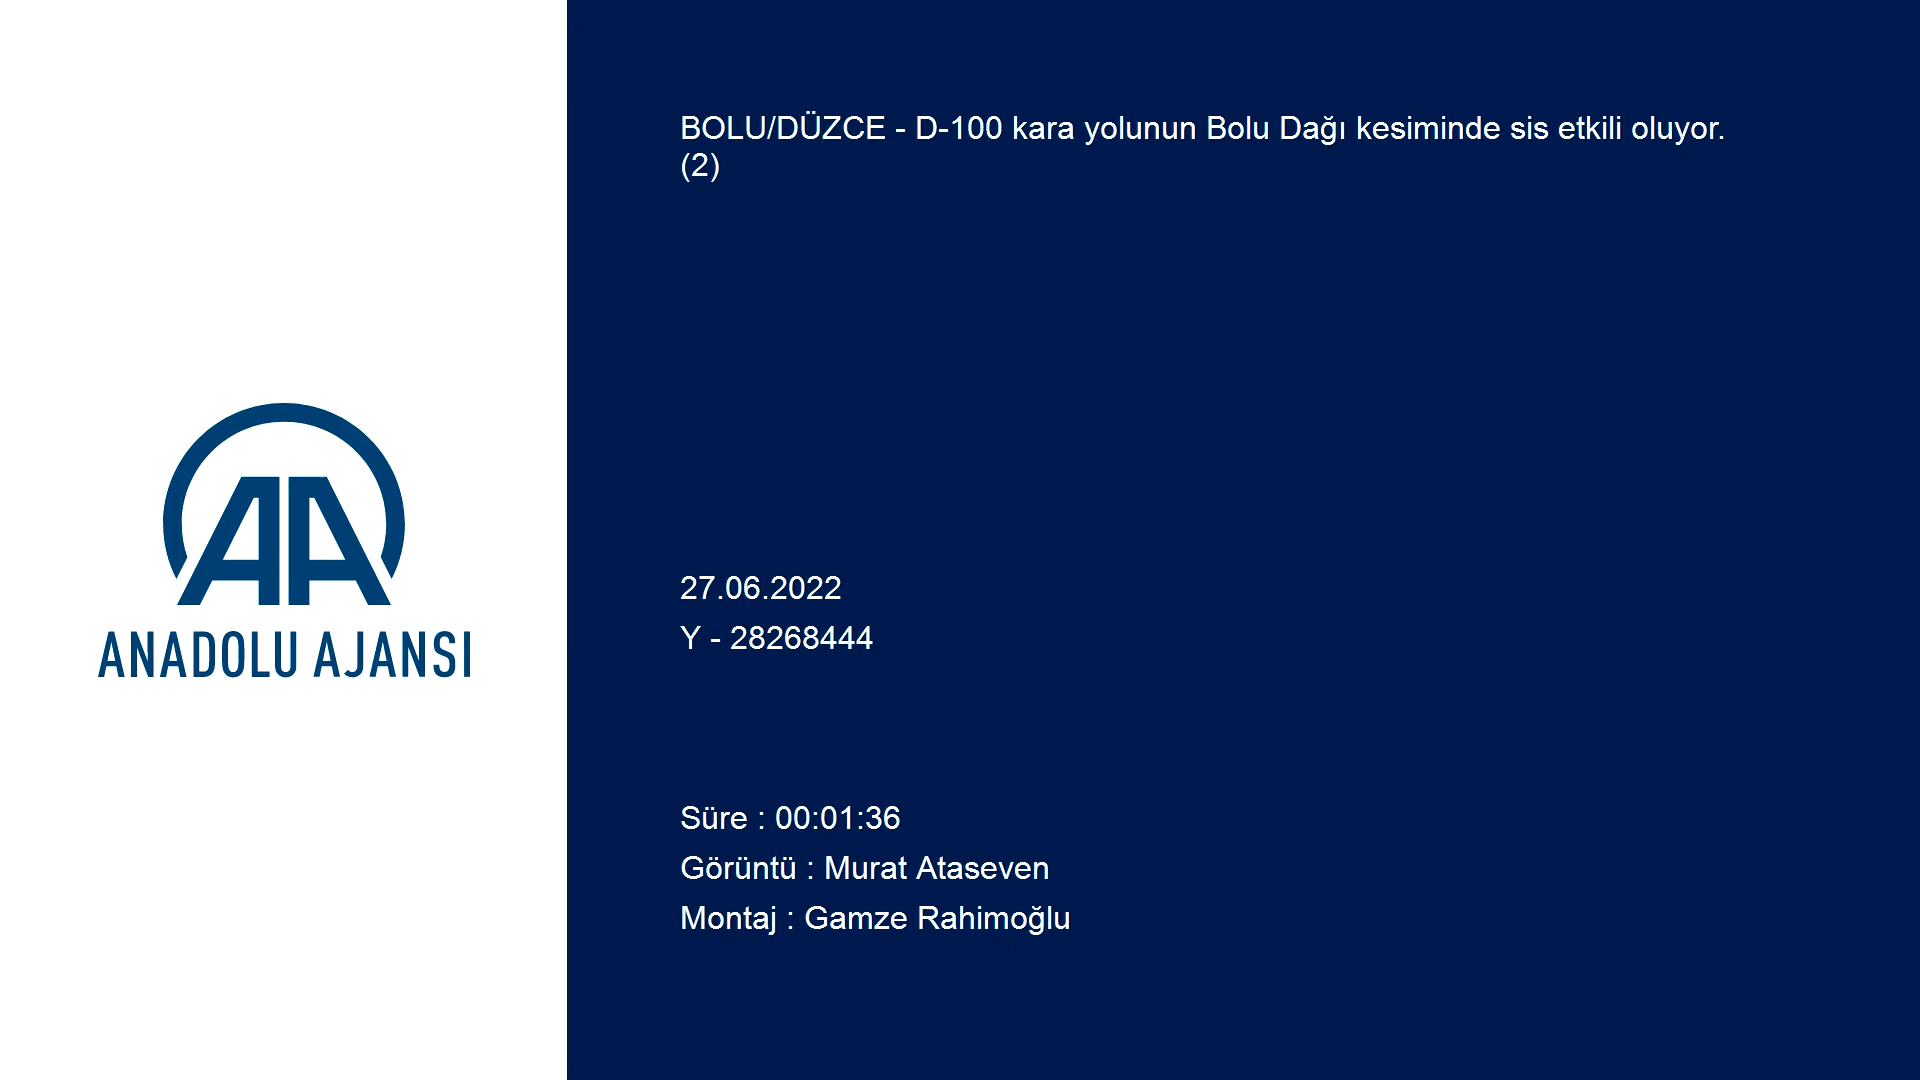 BOLU/DÜZCE - D-100 kara yolunun Bolu Dağı kesiminde sis etkili oluyor.
(2)
AA
ANADOLU AJANSI
27.06.2022
Y - 28268444
Süre : 00:01:36
Görüntü : Murat Ataseven
Montaj : Gamze Rahimoğlu